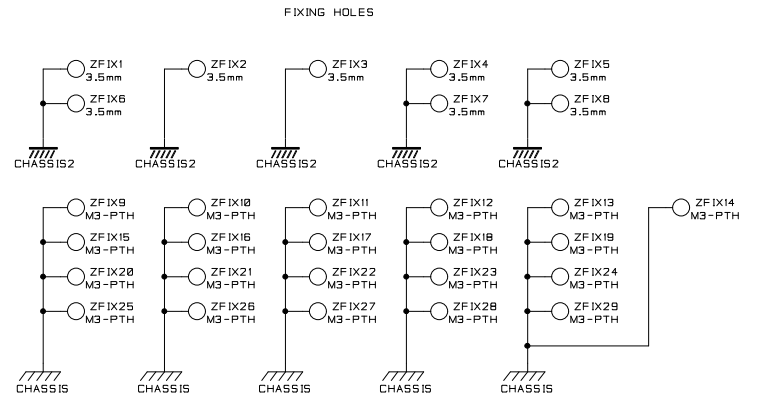 FIXING HOLES
ZFIX1 ZFIX2 ZFIX3 ZFIX4 ZFIX5
3.5mm 3.5mm 3.5mm 3.5mm 3.5mm
ZFIX6 ZFIX7 ZFIX8
3.5mm 3.5mm 3.5mm
CHASSIS2 CHASSIS2 CHASSIS2 CHASSIS2 CHASSIS2
ZFIX9 ZFIX10 ZFIX11 ZFIX12 ZFIX13 ZFIX14
M3-PTH M3-PTH M3-PTH M3-PTH M3-PTH M3-PTH
ZFIX15 ZFIX16 ZFIX17 ZFIX18 ZFIX19
M3-PTH M3-PTH M3-PTH M3-PTH M3-PTH
ZFIX20 ZFIX21 ZFIX22 ZFIX23 ZFIX24
M3-PTH M3-PTH M3-PTH M3-PTH M3-PTH
ZFIX25 ZFIX26 ZFIX27 ZFIX28 ZFIX29
M3-PTH M3-PTH M3-PTH M3-PTH M3-PTH
CHASSIS CHASSIS CHASSIS CHASSIS CHASSIS